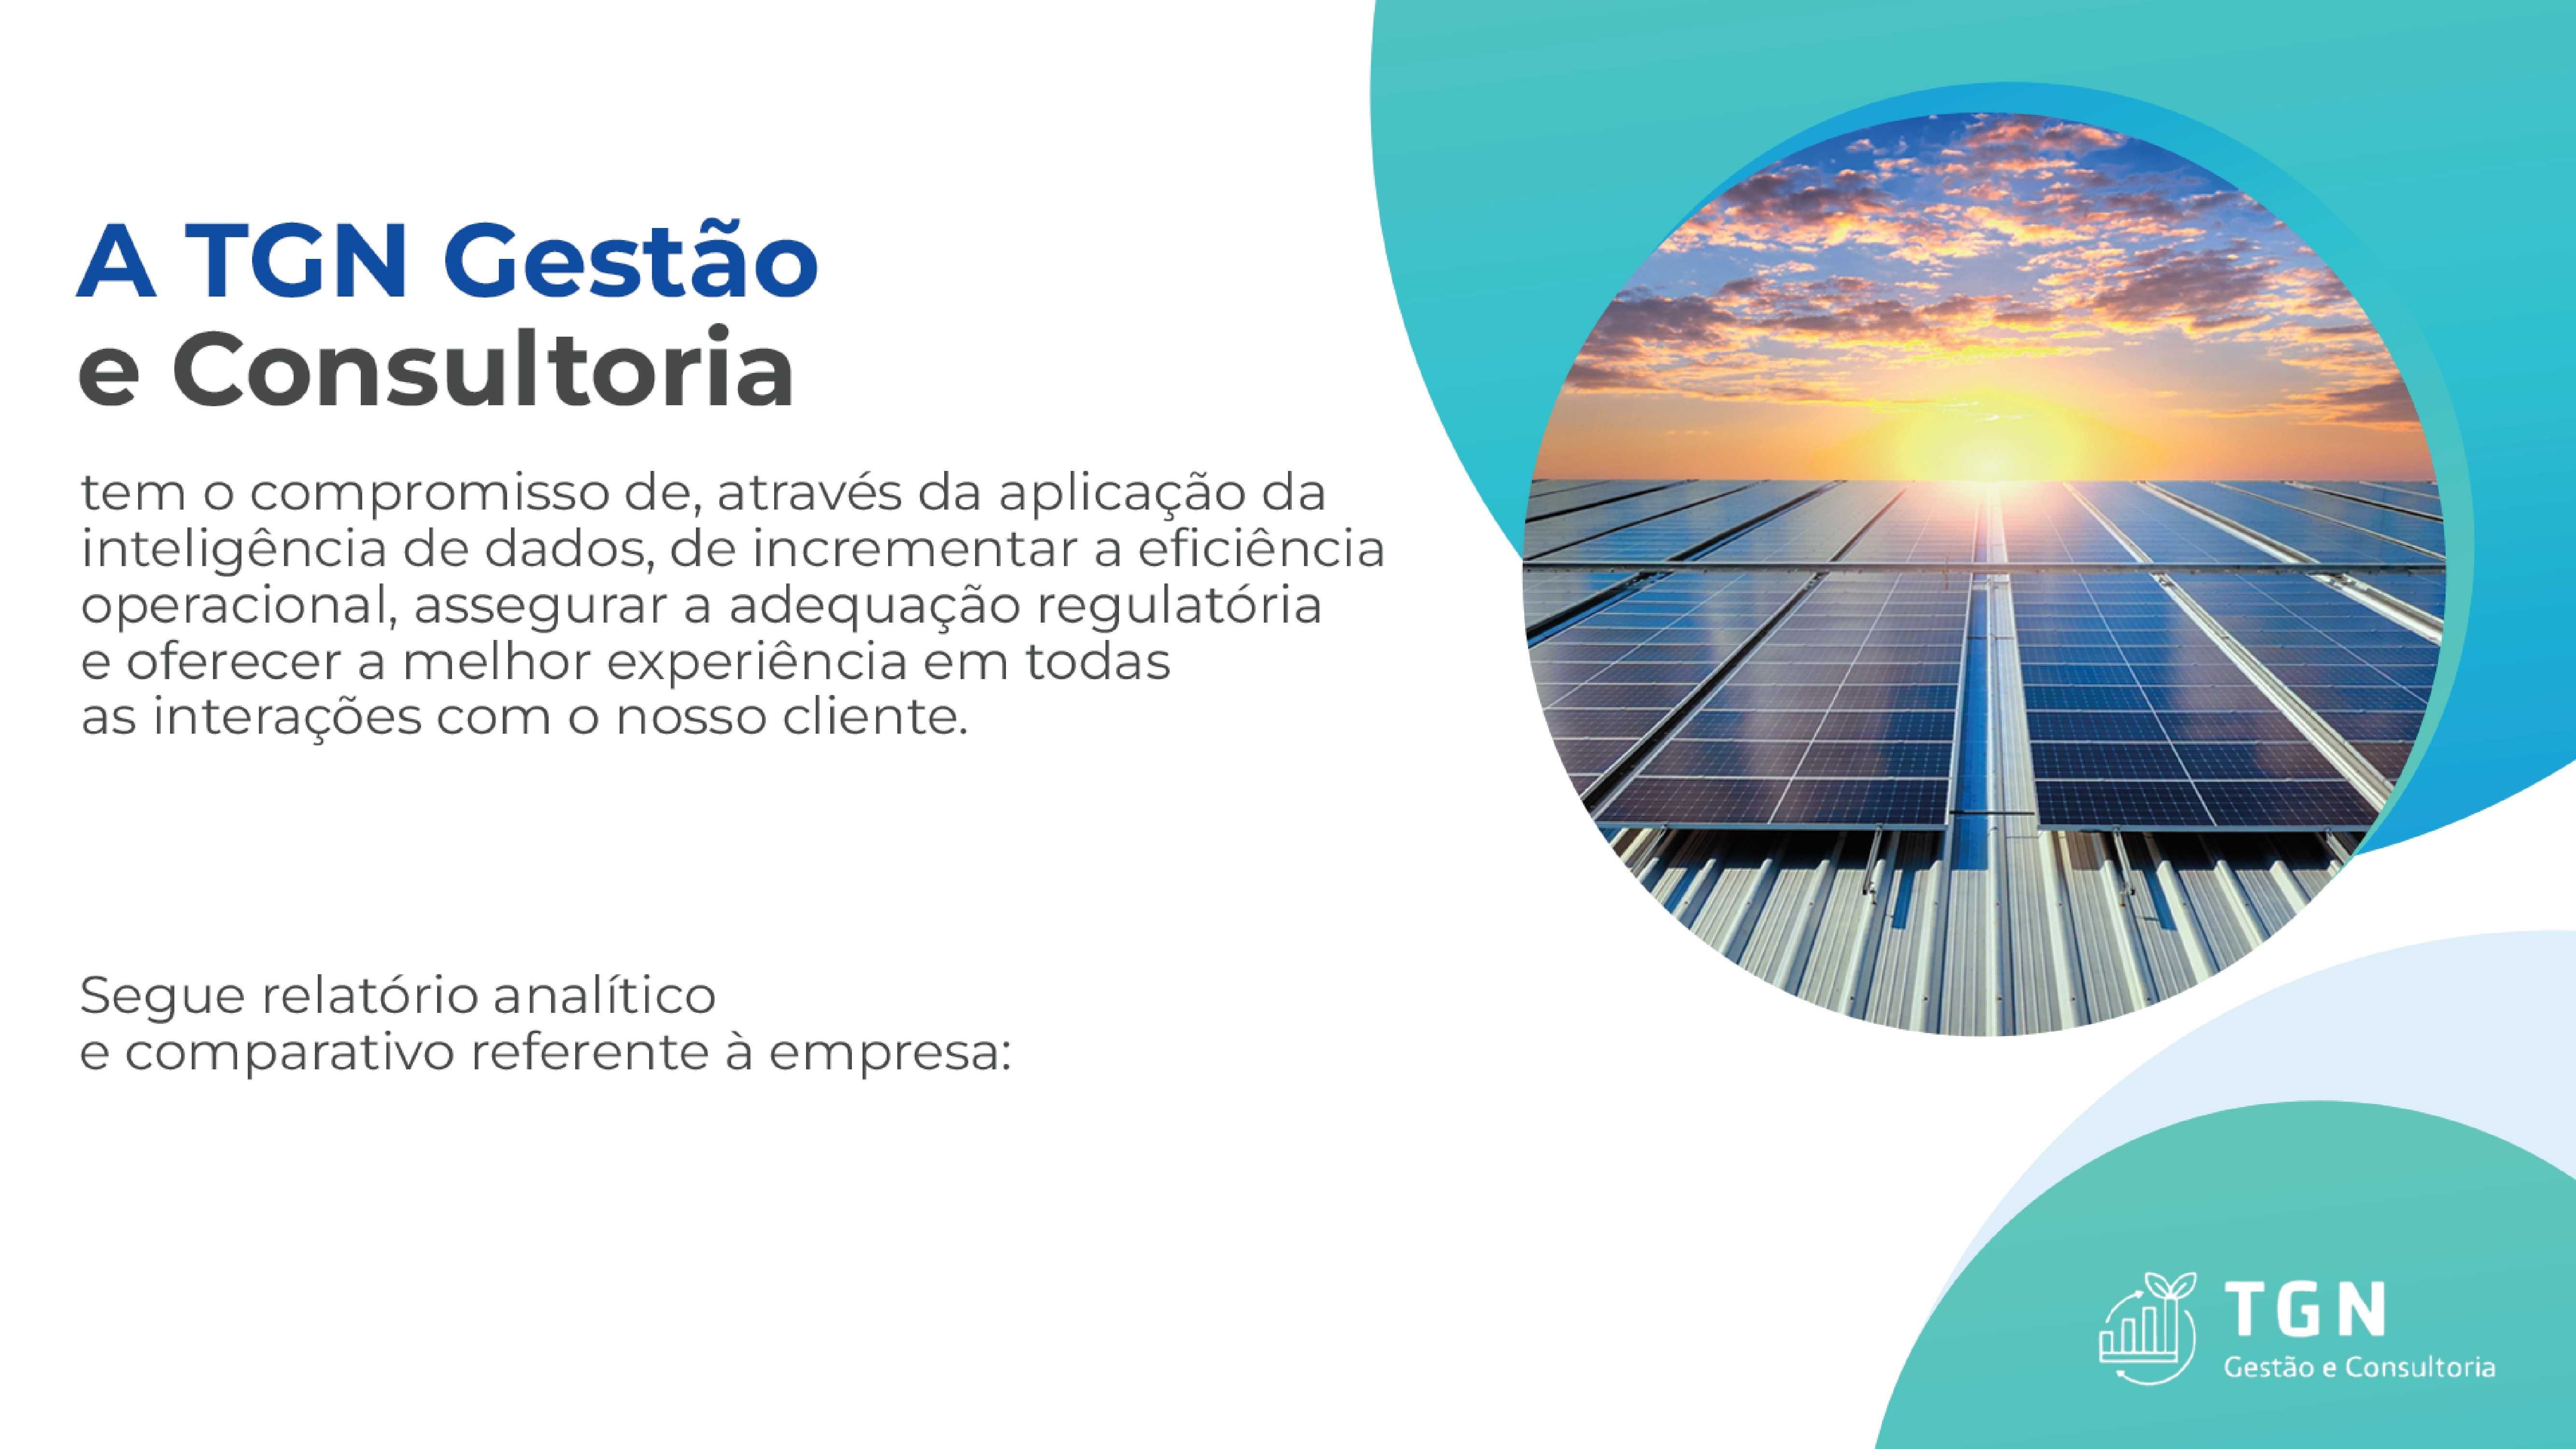 A TGN Gestão
e Consultoria
tem o compromisso de, através da aplicação da
inteligência de dados, de incrementar a eficiência
operacional, assegurar a adequação regulatória
e oferecer a melhor experiência em todas
as interações com o nosso cliente.
Segue relatório analítico
e comparativo referente à empresa:
TGN
Gestão e Consultoria